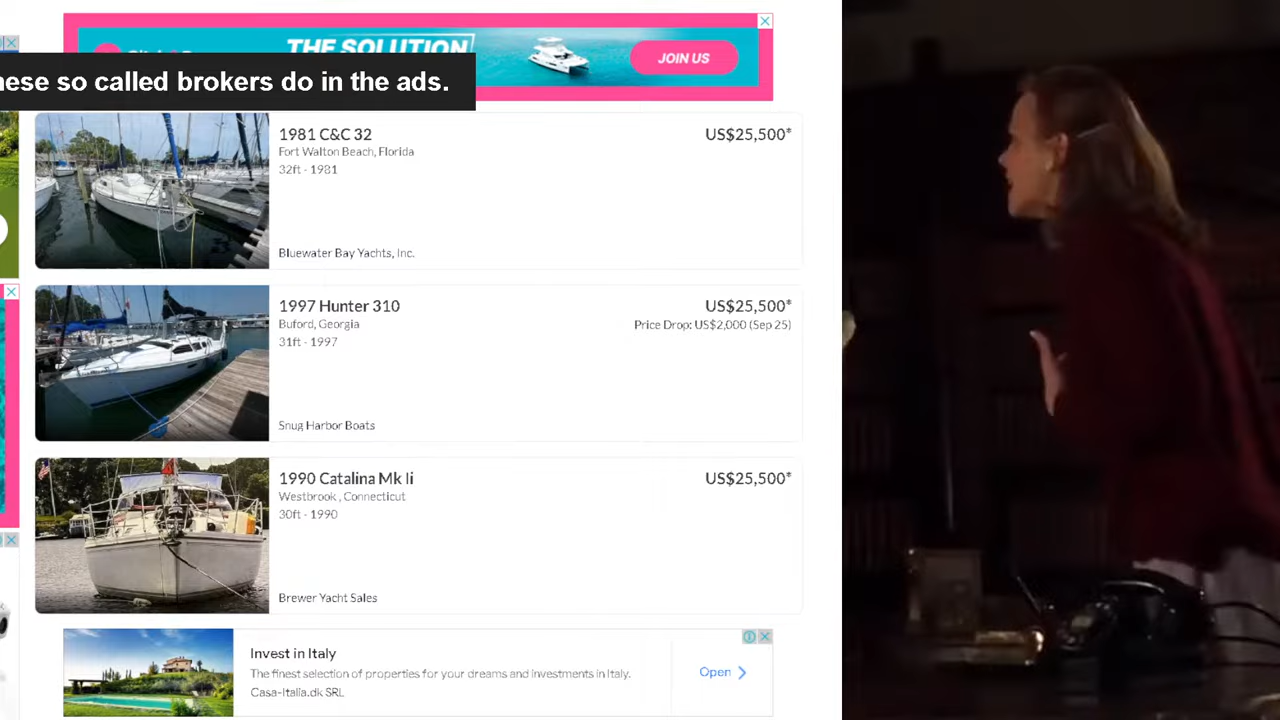 THE SOLUTION
JOIN US
hese so called brokers do in the ads.
1981 C&C 32
US$25,500*
Fort Walton Beach, Florida
32ft - 1981
Bluewater Bay Yachts, Inc.
1997 Hunter 310
US$25,500*
Buford, Georgia
Price Drop: US$2,000 (Sep 25)
31ft - 1997
Snug Harbor Boats
1990 Catalina Mk Ii
US$25,500*
Westbrook , Connecticut
30ft - 1990
Brewer Yacht Sales
Invest in Italy
The finest selection of properties for your dreams and investments in Italy.
Open
Casa-Italia.dk SRL